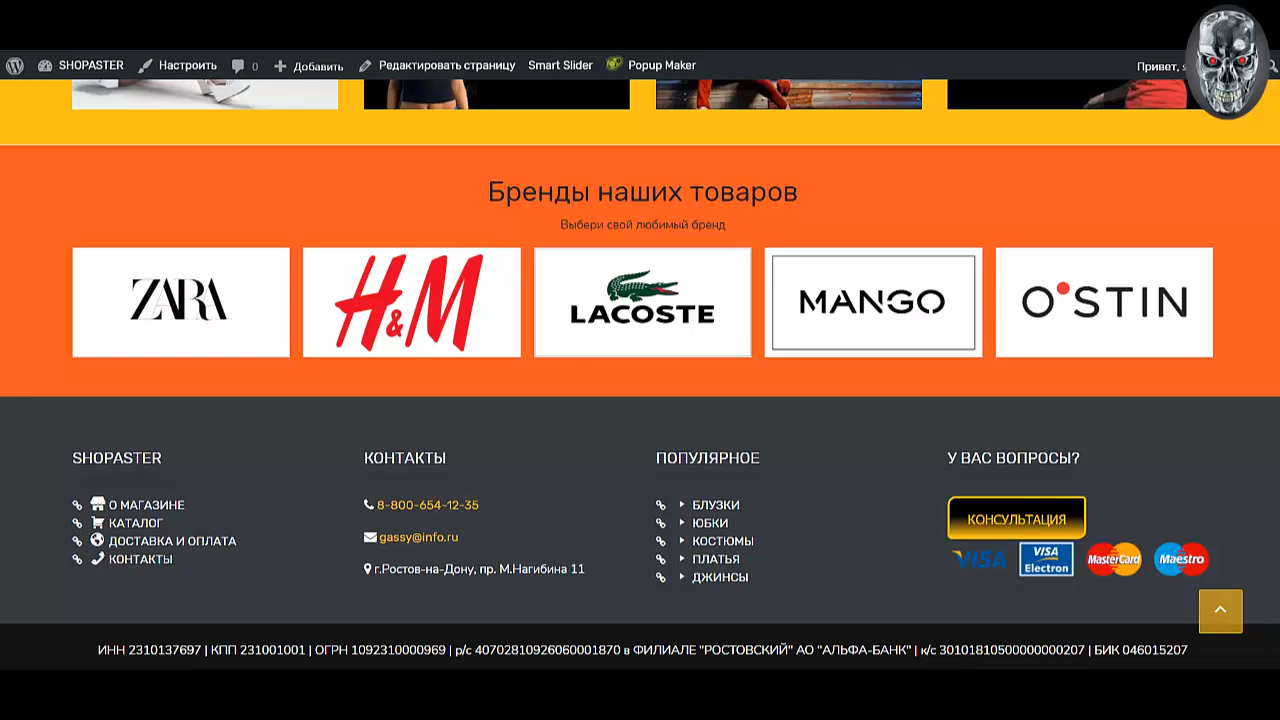 SHOPASTER Настроить 0 Добавить Редактировать страницу Smart Slider Popup Maker Привет,
Бренды наших товаров
Выбери свой любимый бренд
ZARA H&M LACOSTE MANGO O'STIN
SHOPASTER
О МАГАЗИНЕ
КАТАЛОГ
ДОСТАВКА И ОПЛАТА
КОНТАКТЫ
КОНТАКТЫ
8-800-654-12-35
gassy@info.ru
г.Ростов-на-Дону, пр. М.Нагибина 11
ПОПУЛЯРНОЕ
БЛУЗКИ
ЮБКИ
КОСТЮМЫ
ПЛАТЬЯ
ДЖИНСЫ
У ВАС ВОПРОСЫ?
КОНСУЛЬТАЦИЯ
VISA VISA Electron MasterCard Maestro
ИНН 2310137697 | КПП 231001001 | ОГРН 1092310000969 | р/с 40702810926060001870 в ФИЛИАЛЕ "РОСТОВСКИЙ" АО "АЛЬФА-БАНК" | к/с 30101810500000000207 | БИК 046015207